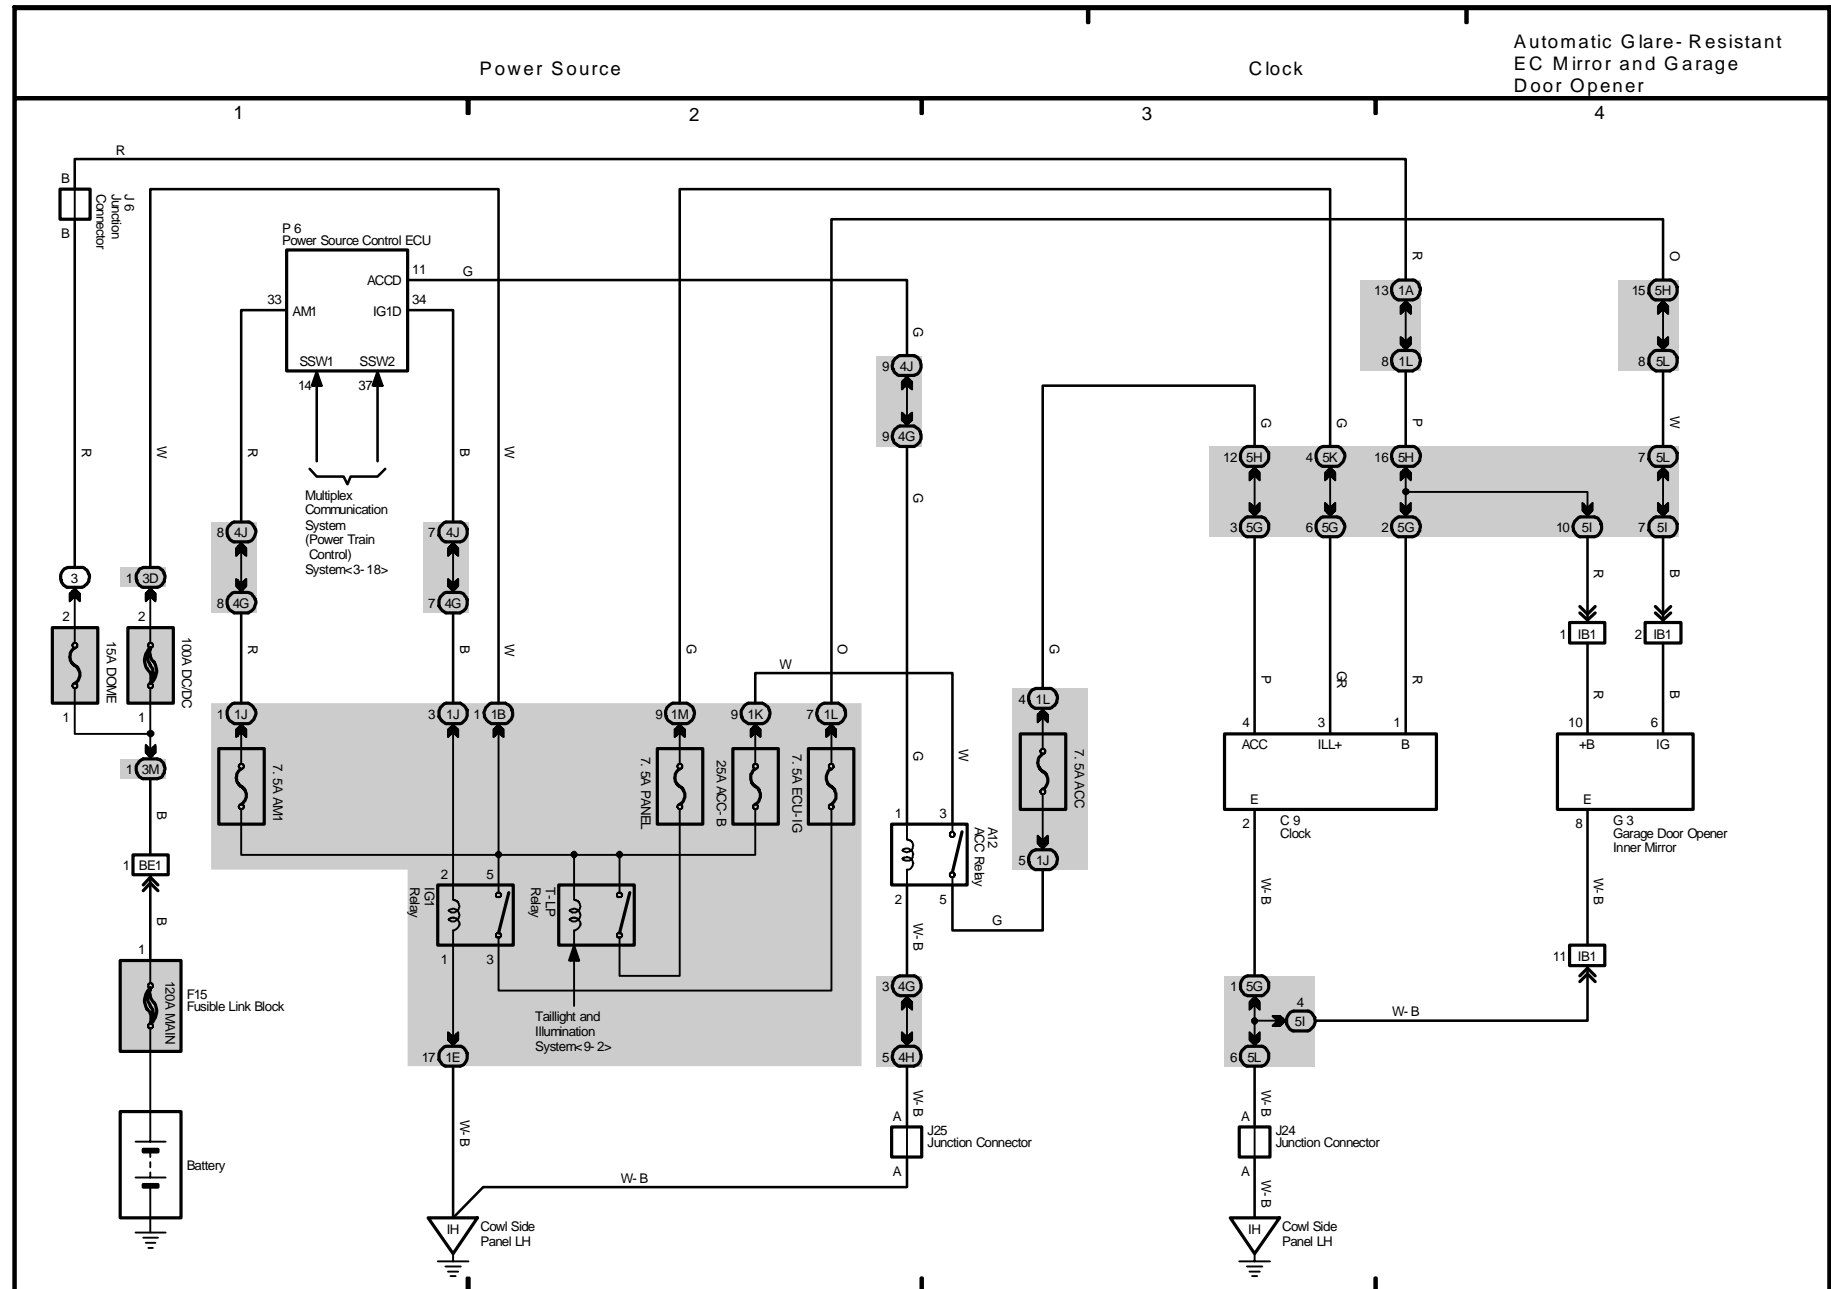 Power Source
Clock
Automatic Glare- Resistant
EC Mirror and Garage
Door Opener
1
2
3
4
R
B
J 6
Junction
Connector
B
P 6
Power Source Control ECU
11
G
ACCD
33
34
AM1
IG1D
SSW1
SSW2
14
37
R
O
13 1A
15 5H
G
9 4J
8 1L
8 5L
9 4G
G
G
P
W
R
W
R
B
W
12 5H
4 5K
16 5H
7 5L
Multiplex
Communication
System
(Power Train
Control)
System<3- 18>
G
8 4J
7 4J
3 5G
6 5G
2 5G
10 5I
7 5I
3
1 3D
R
B
8 4G
7 4G
2
2
15A DOME
100A DC/DC
R
B
W
G
O
W
G
1 IB1
2 IB1
P
GR
R
R
B
1
1
1 1J
3 1J
1 1B
9 1M
9 1K
7 1L
4 1L
4
3
1
10
6
7. 5A AM1
7. 5A PANEL
25A ACC- B
7. 5A ECU-IG
7. 5A ACC
G
W
ACC
ILL+
B
+B
IG
1 3M
B
E
E
1
3
A12
ACC Relay
2
C 9
Clock
8
G 3
Garage Door Opener
Inner Mirror
1 BE1
5 1J
2
5
IG1
Relay
T- LP
Relay
2
5
W- B
W- B
B
G
W- B
1
3
1
120A MAIN
F15
Fusible Link Block
11 IB1
3 4G
1 5G
4
5I
W- B
Taillight and
Illumination
System<9- 2>
17 1E
5 4H
6 5L
W- B
W- B
W- B
A
J25
Junction Connector
A
A
J24
Junction Connector
A
Battery
W- B
W- B
IH
Cowl Side
Panel LH
IH
Cowl Side
Panel LH